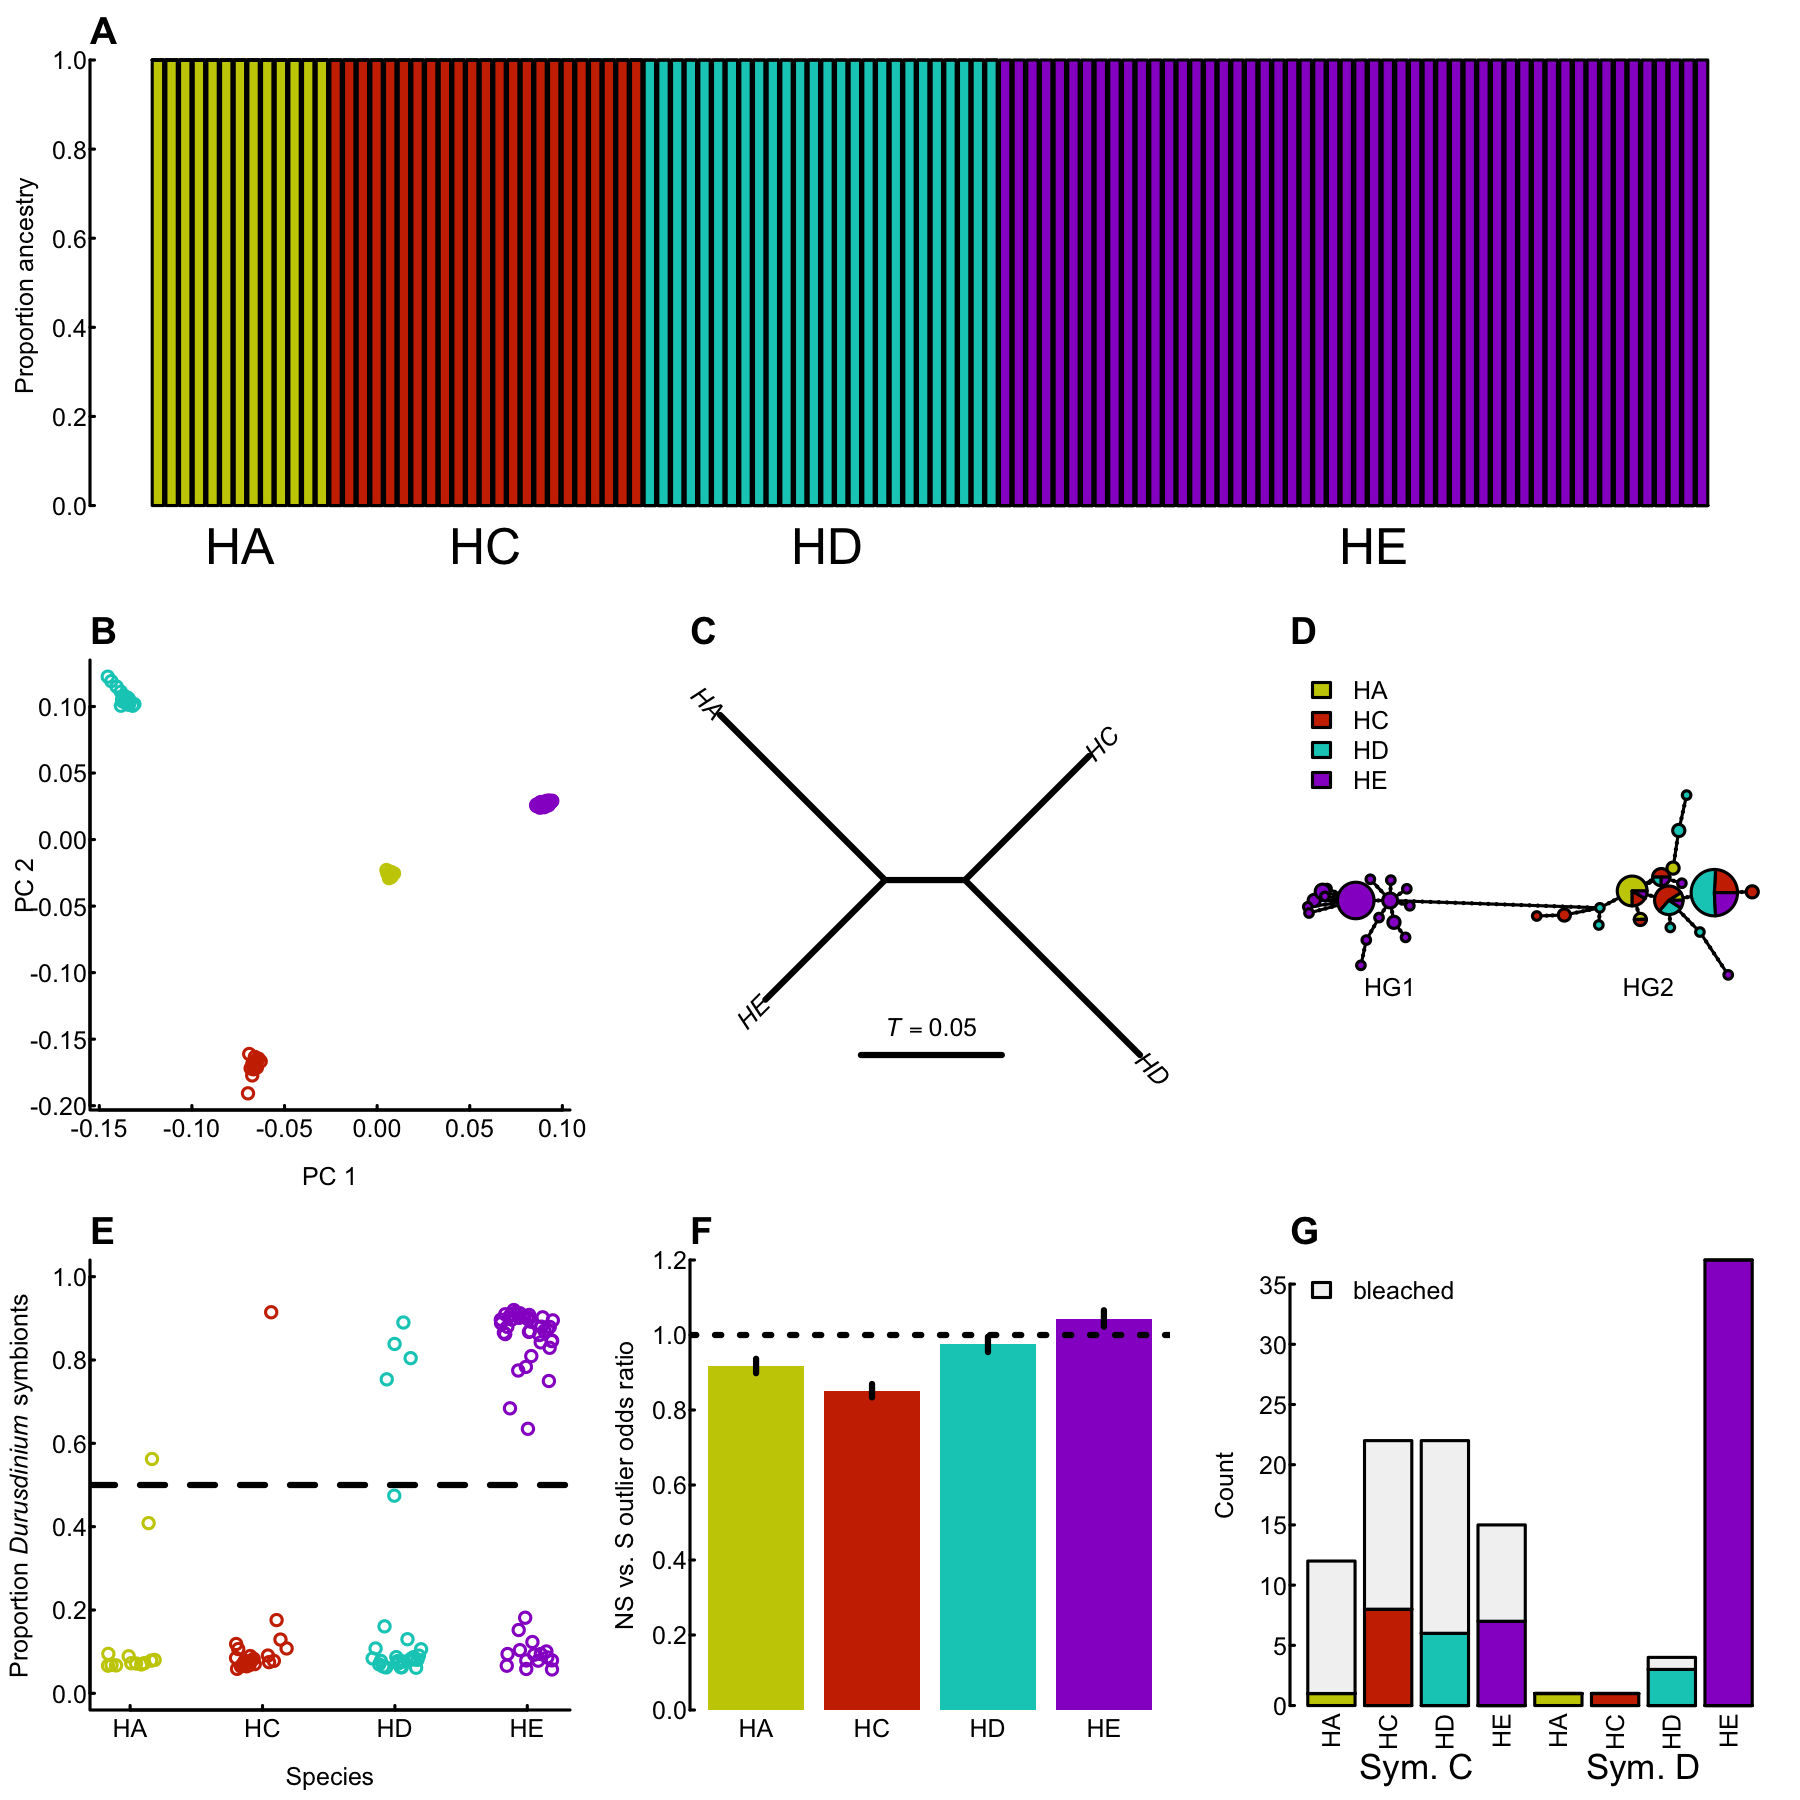 A
1.0
0.8
0.6
0.4
0.2
0.0
Proportion ancestry
HA HC HD HE
B
0.10
0.05
0.00
-0.05
-0.10
-0.15
-0.20
PC 2
-0.15 -0.10 -0.05 0.00 0.05 0.10
PC 1
C
HA
HC
HE
HD
T = 0.05
D
HA
HC
HD
HE
HG1 HG2
E
1.0
0.8
0.6
0.4
0.2
0.0
Proportion Durusdinium symbionts
HA HC HD HE
Species
F
1.2
1.0
0.8
0.6
0.4
0.2
0.0
NS vs. S outlier odds ratio
HA HC HD HE
G
bleached
35
30
25
20
15
10
5
0
Count
HA HC HD HE HA HC HD HE
Sym. C Sym. D